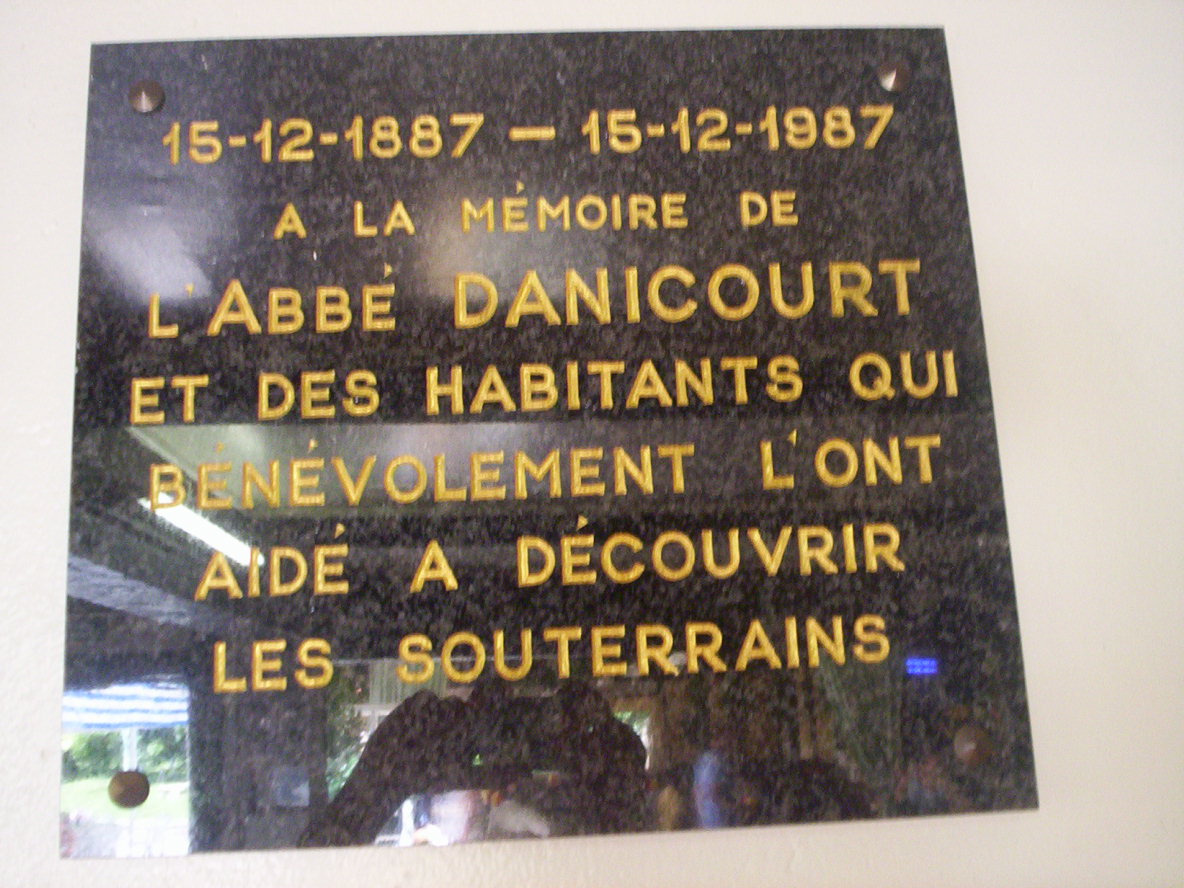 15-12-1887 — 15-12-1987
A LA MÉMOIRE DE
L'ABBÉ DANICOURT
ET DES HABITANTS QUI
BÉNÉVOLEMENT L'ONT
AIDÉ A DÉCOUVRIR
LES SOUTERRAINS